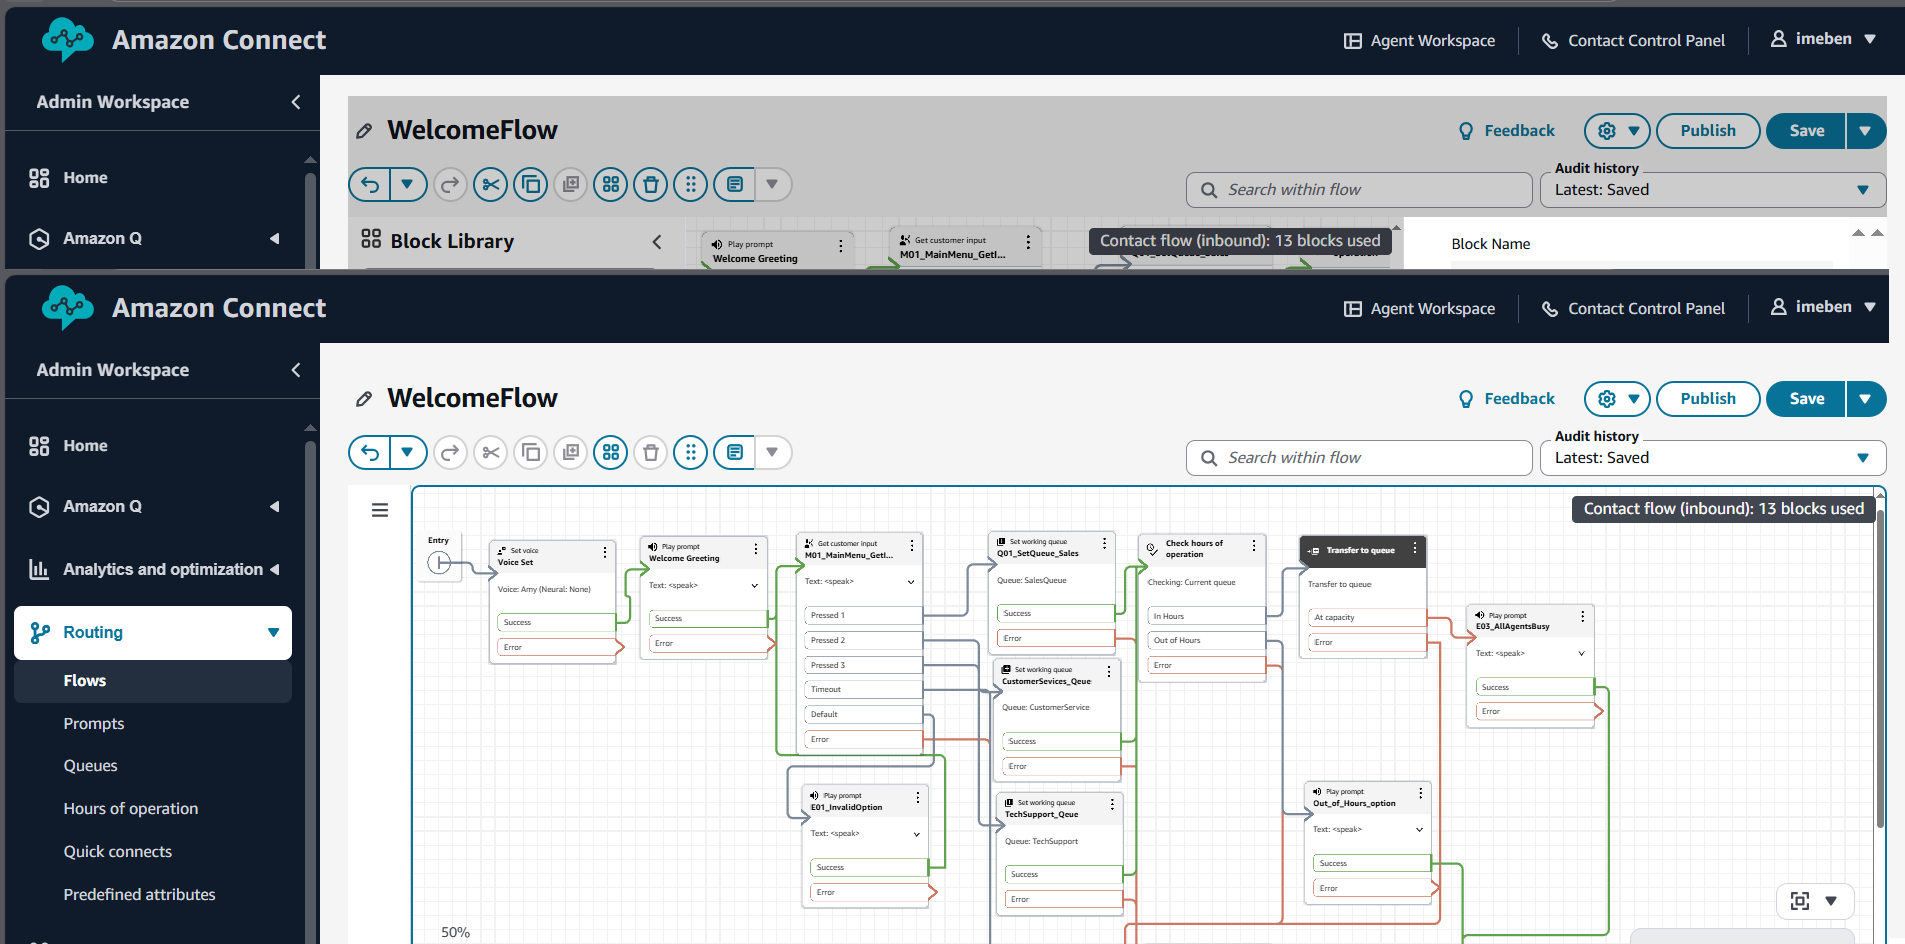 Amazon Connect
Agent Workspace
Contact Control Panel
imeben
Admin Workspace
WelcomeFlow
Feedback
Publish
Save
Audit history
Search within flow
Latest: Saved
Home
Amazon Q
Block Library
Play prompt
Welcome Greeting
Get customer input
M01_MainMenu_GetI...
Contact flow (inbound): 13 blocks used
Block Name
Amazon Connect
Agent Workspace
Contact Control Panel
imeben
Admin Workspace
WelcomeFlow
Feedback
Publish
Save
Audit history
Search within flow
Latest: Saved
Home
Amazon Q
Analytics and optimization
Routing
Flows
Prompts
Queues
Hours of operation
Quick connects
Predefined attributes
Contact flow (inbound): 13 blocks used
Entry
Set voice
Voice Set
Voice: Amy (Neural: None)
Success
Error
Play prompt
Welcome Greeting
Text: <speak>
Success
Error
Get customer input
M01_MainMenu_GetI...
Text: <speak>
Pressed 1
Pressed 2
Pressed 3
Timeout
Default
Error
Play prompt
E01_InvalidOption
Text: <speak>
Success
Error
Set working queue
Q01_SetQueue_Sales
Queue: SalesQueue
Success
Error
Set working queue
CustomerSevices_Qeue
Queue: CustomerService
Success
Error
Set working queue
TechSupport_Qeue
Queue: TechSupport
Success
Error
Check hours of
operation
Checking: Current queue
In Hours
Out of Hours
Error
Transfer to queue
Transfer to queue
At capacity
Error
Play prompt
E03_AllAgentsBusy
Text: <speak>
Success
Error
Play prompt
Out_of_Hours_option
Text: <speak>
Success
Error
50%